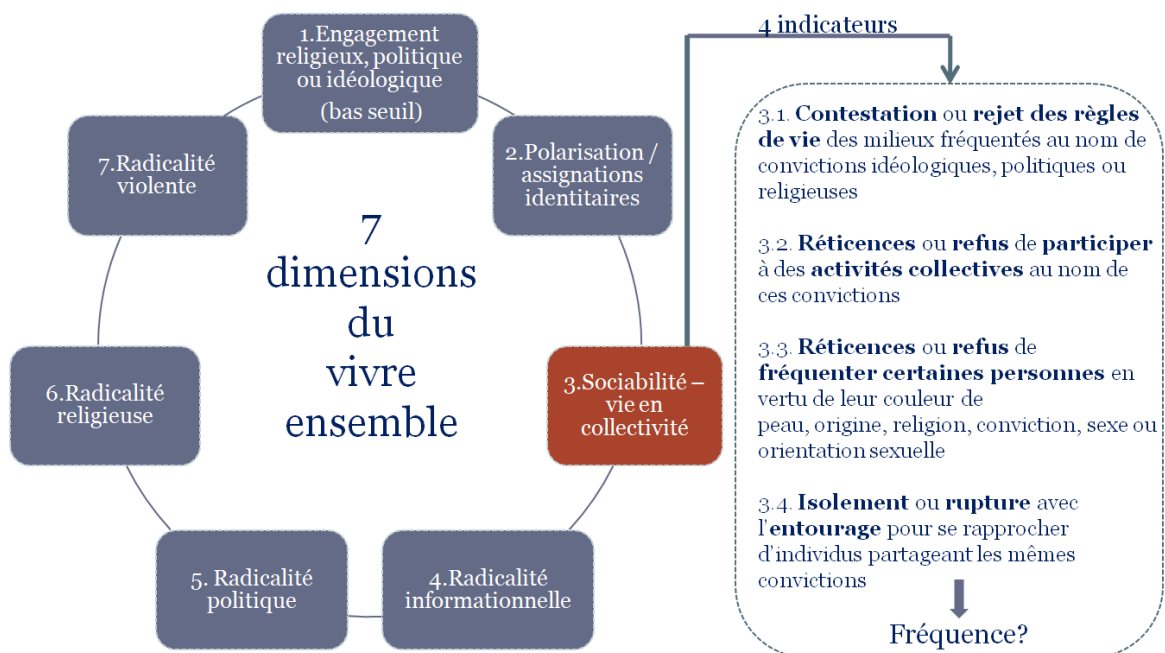 1.Engagement
religieux, politique
ou idéologique
(bas seuil)
2.Polarisation /
assignations
identitaires
3.Sociabilité –
vie en
collectivité
4.Radicalité
informationnelle
5. Radicalité
politique
6.Radicalité
religieuse
7.Radicalité
violente
7
dimensions
du
vivre
ensemble
4 indicateurs
3.1. Contestation ou rejet des règles
de vie des milieux fréquentés au nom de
convictions idéologiques, politiques ou
religieuses
3.2. Réticences ou refus de participer
à des activités collectives au nom de
ces convictions
3.3. Réticences ou refus de
fréquenter certaines personnes en
vertu de leur couleur de
peau, origine, religion, conviction, sexe ou
orientation sexuelle
3.4. Isolement ou rupture avec
l'entourage pour se rapprocher
d'individus partageant les mêmes
convictions
Fréquence?